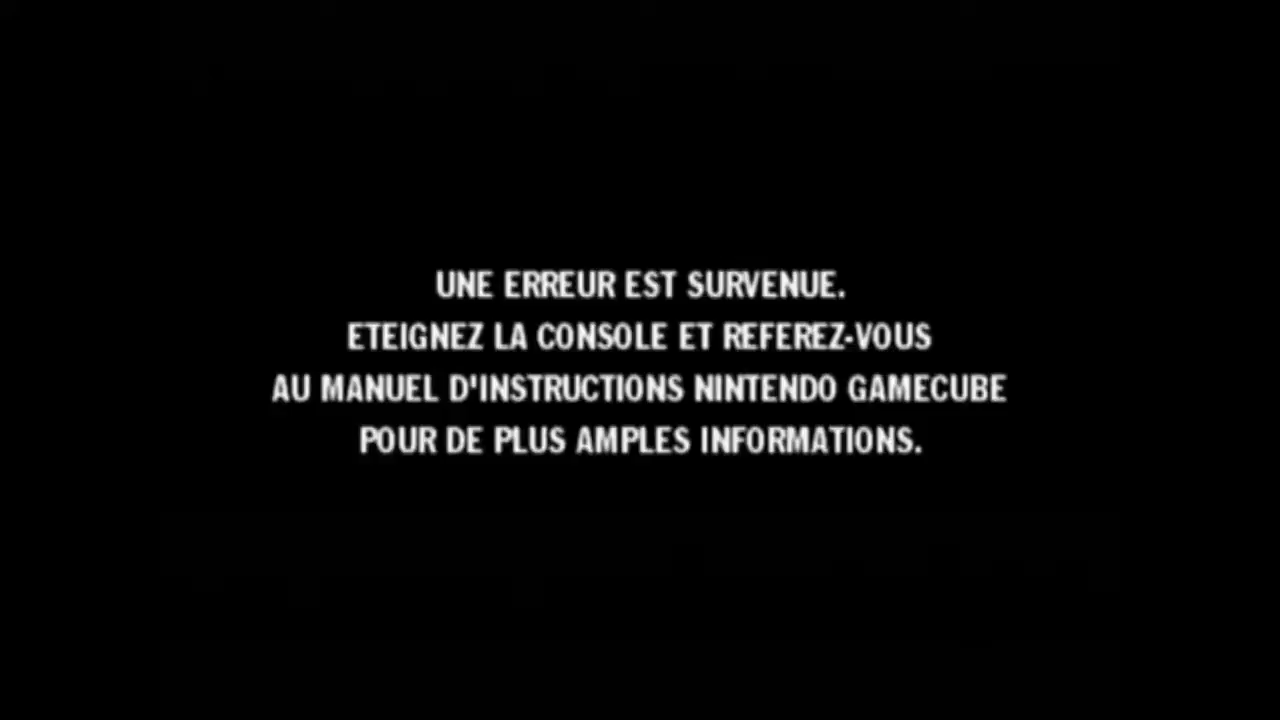 UNE ERREUR EST SURVENUE.
ETEIGNEZ LA CONSOLE ET REFEREZ-VOUS
AU MANUEL D'INSTRUCTIONS NINTENDO GAMECUBE
POUR DE PLUS AMPLES INFORMATIONS.